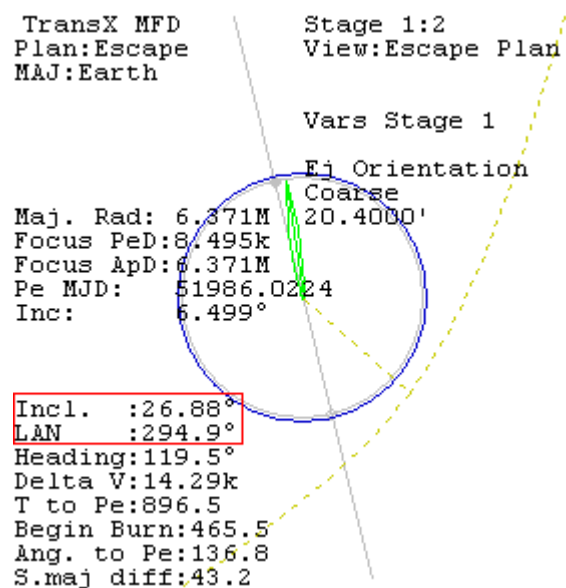 TransX MFD Stage 1:2
Plan:Escape View:Escape Plan
MAJ:Earth
Vars Stage 1
Ej Orientation
Coarse
Maj. Rad: 6.371M 20.4000'
Focus PeD:8.495k
Focus ApD:6.371M
Pe MJD: 51986.0224
Inc: 6.499°
Incl. :26.88°
LAN :294.9°
Heading:119.5°
Delta V:14.29k
T to Pe:896.5
Begin Burn:465.5
Ang. to Pe:136.8
S.maj diff:43.2